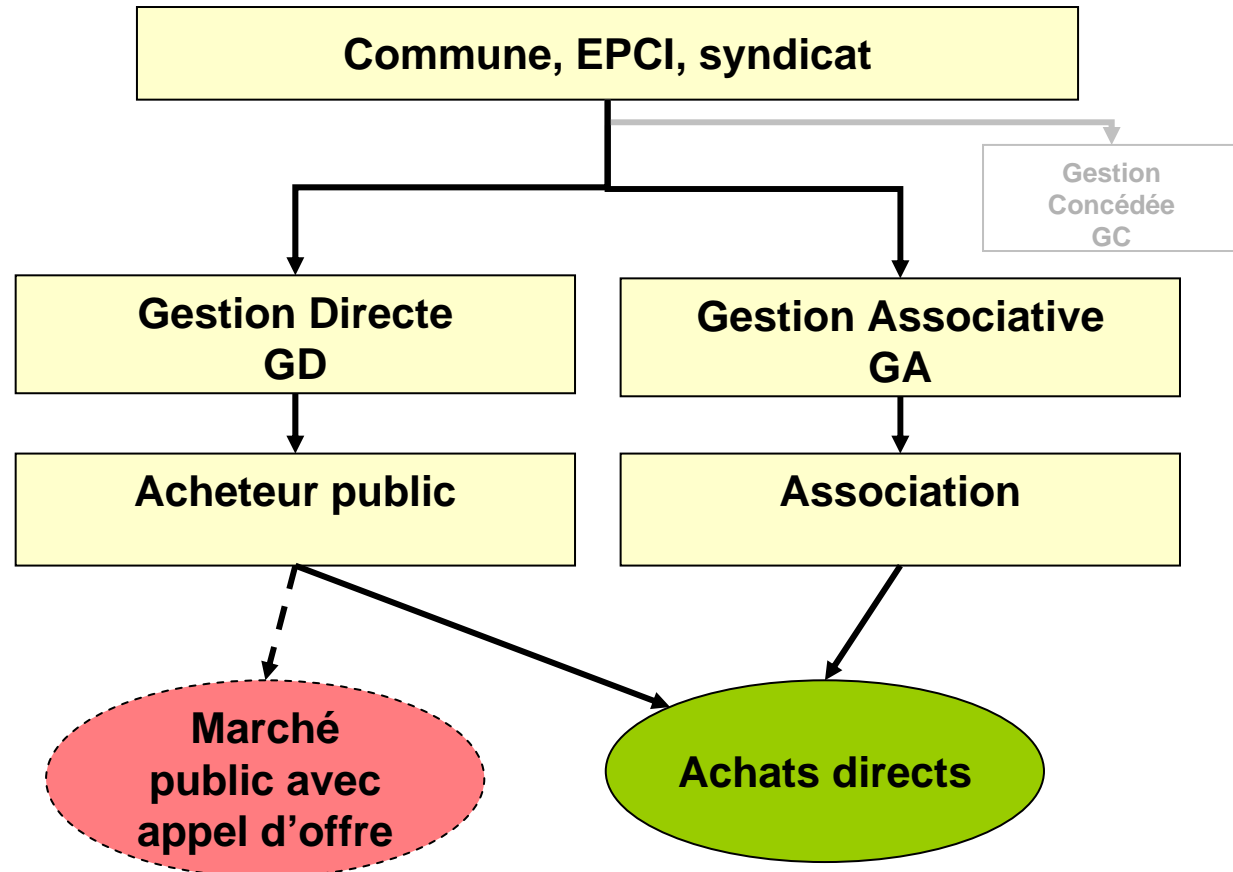 Commune, EPCI, syndicat
Gestion
Concédée
GC
Gestion Directe
GD
Gestion Associative
GA
Acheteur public
Association
Marché
public avec
appel d’offre
Achats directs